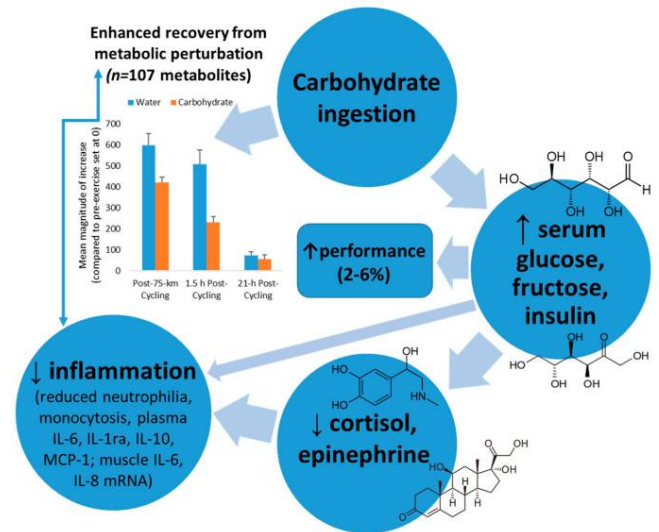 Enhanced recovery from
metabolic perturbation
(n=107 metabolites)
Water Carbohydrate
Mean magnitude of increase
(compared to pre-exercise set at 0)
700
600
500
400
300
200
100
0
Post-75-km
Cycling
1.5 h Post-
Cycling
21-h Post-
Cycling
Carbohydrate
ingestion
OH OH O
HO H
OH OH
↑ serum
glucose,
fructose,
insulin
OH OH O
HO OH
OH OH
↑performance
(2-6%)
↓ inflammation
(reduced neutrophilia,
monocytosis, plasma
IL-6, IL-1ra, IL-10,
MCP-1; muscle IL-6,
IL-8 mRNA)
OH
HO
HO
HN
↓ cortisol,
epinephrine
O OH
HO OH
H
H H
O